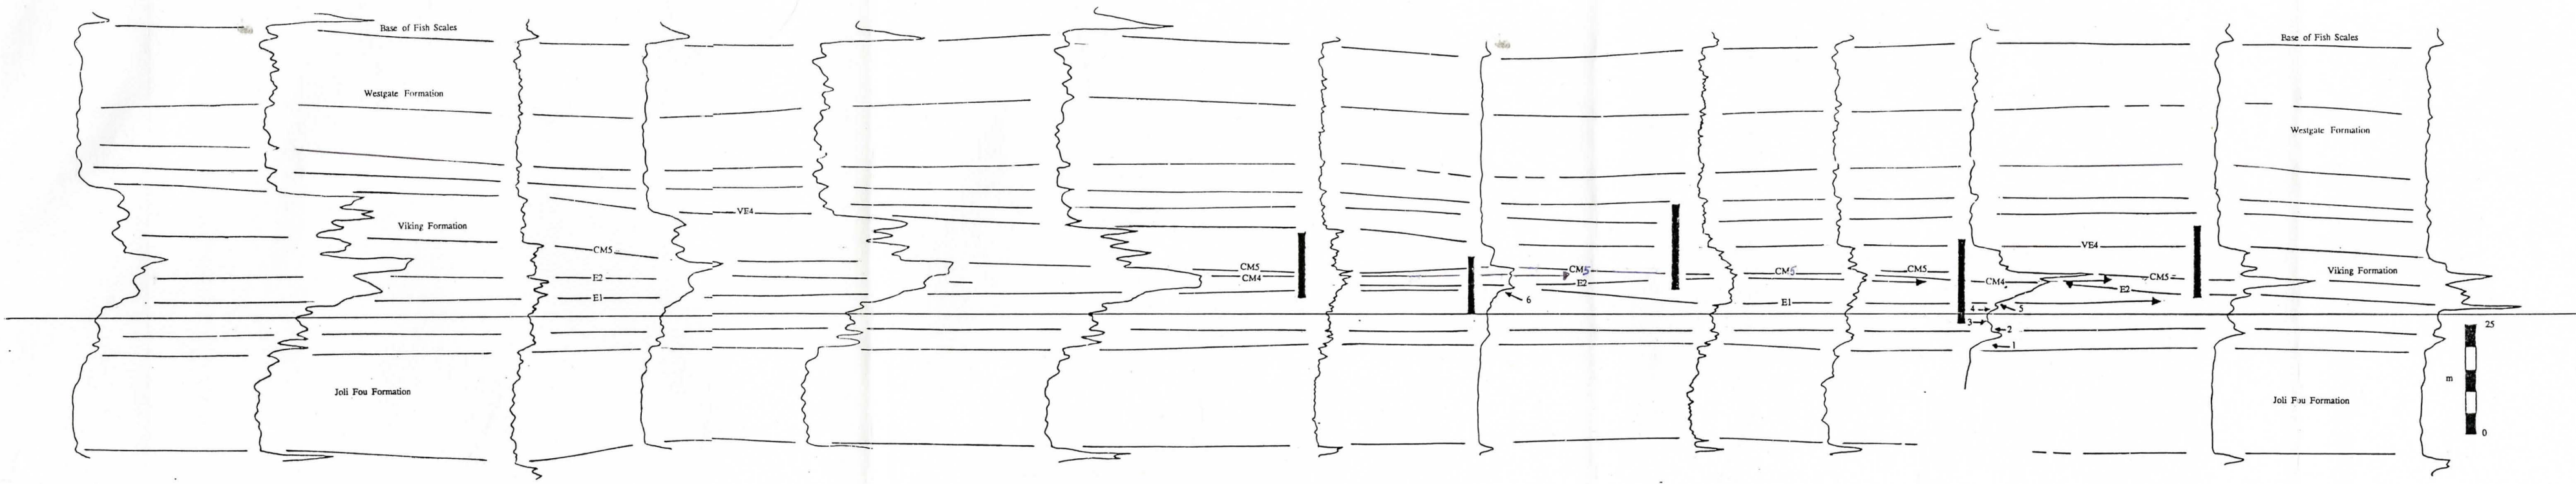 Base of Fish Scales
Base of Fish Scales
Westgate Formation
Westgate Formation
VE4
Viking Formation
VE4
CM5
CM5
CM4
CM5
E2
CM5
CM5
CM4
CM5
Viking Formation
E2
E2
E1
6
E1
4
5
3
2
1
25
m
0
Joli Fou Formation
Joli Fou Formation